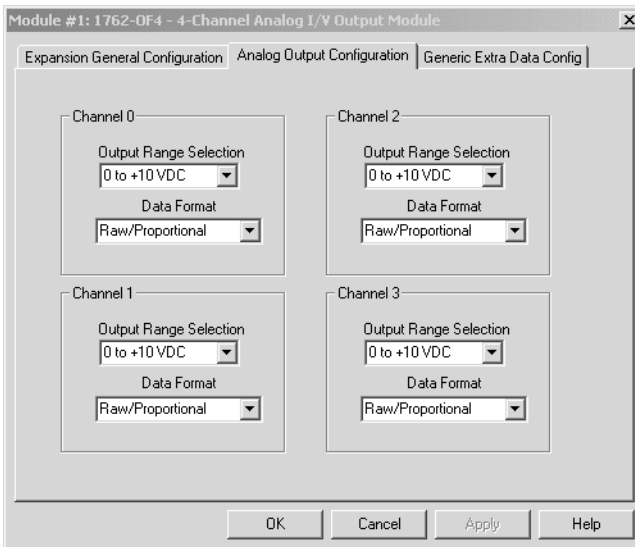 Module #1: 1762-OF4 - 4-Channel Analog I/V Output Module
Expansion General Configuration
Analog Output Configuration
Generic Extra Data Config
Channel 0
Output Range Selection
0 to +10 VDC
Data Format
Raw/Proportional
Channel 2
Output Range Selection
0 to +10 VDC
Data Format
Raw/Proportional
Channel 1
Output Range Selection
0 to +10 VDC
Data Format
Raw/Proportional
Channel 3
Output Range Selection
0 to +10 VDC
Data Format
Raw/Proportional
OK
Cancel
Apply
Help